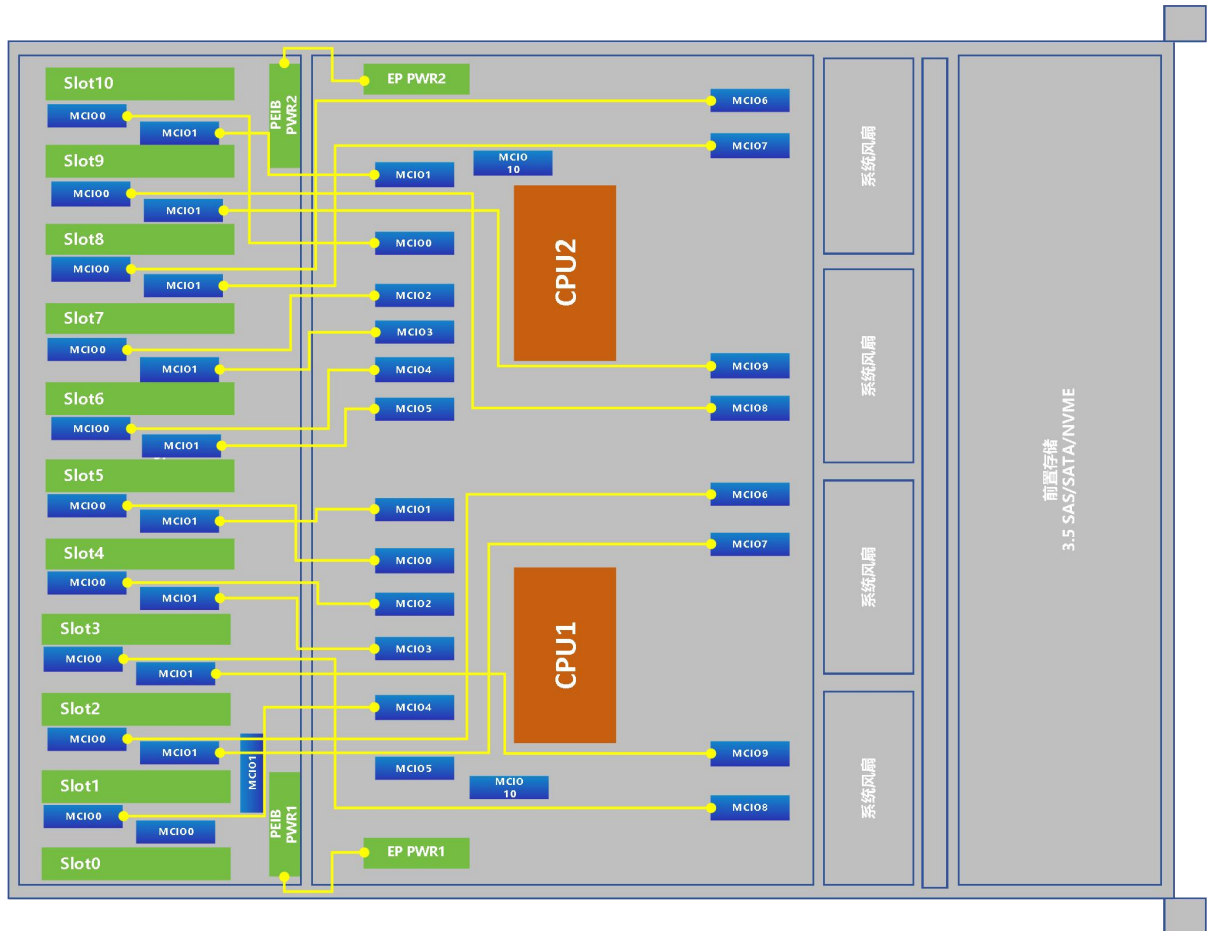 Slot10
MCIO0
MCIO1
Slot9
MCIO0
MCIO1
Slot8
MCIO0
MCIO1
Slot7
MCIO0
MCIO1
Slot6
MCIO0
MCIO1
Slot5
MCIO0
MCIO1
Slot4
MCIO0
MCIO1
Slot3
MCIO0
MCIO1
Slot2
MCIO0
MCIO1
MCIO1
Slot1
MCIO0
MCIO0
Slot0
PEIB
PWR2
PEIB
PWR1
EP PWR2
MCIO1
MCIO
10
MCIO0
MCIO2
MCIO3
MCIO4
MCIO5
CPU2
MCIO6
MCIO7
MCIO9
MCIO8
MCIO1
MCIO0
MCIO2
MCIO3
MCIO4
MCIO5
MCIO
10
CPU1
EP PWR1
MCIO6
MCIO7
MCIO9
MCIO8
系统风扇
系统风扇
系统风扇
系统风扇
前置存储
3.5 SAS/SATA/NVME